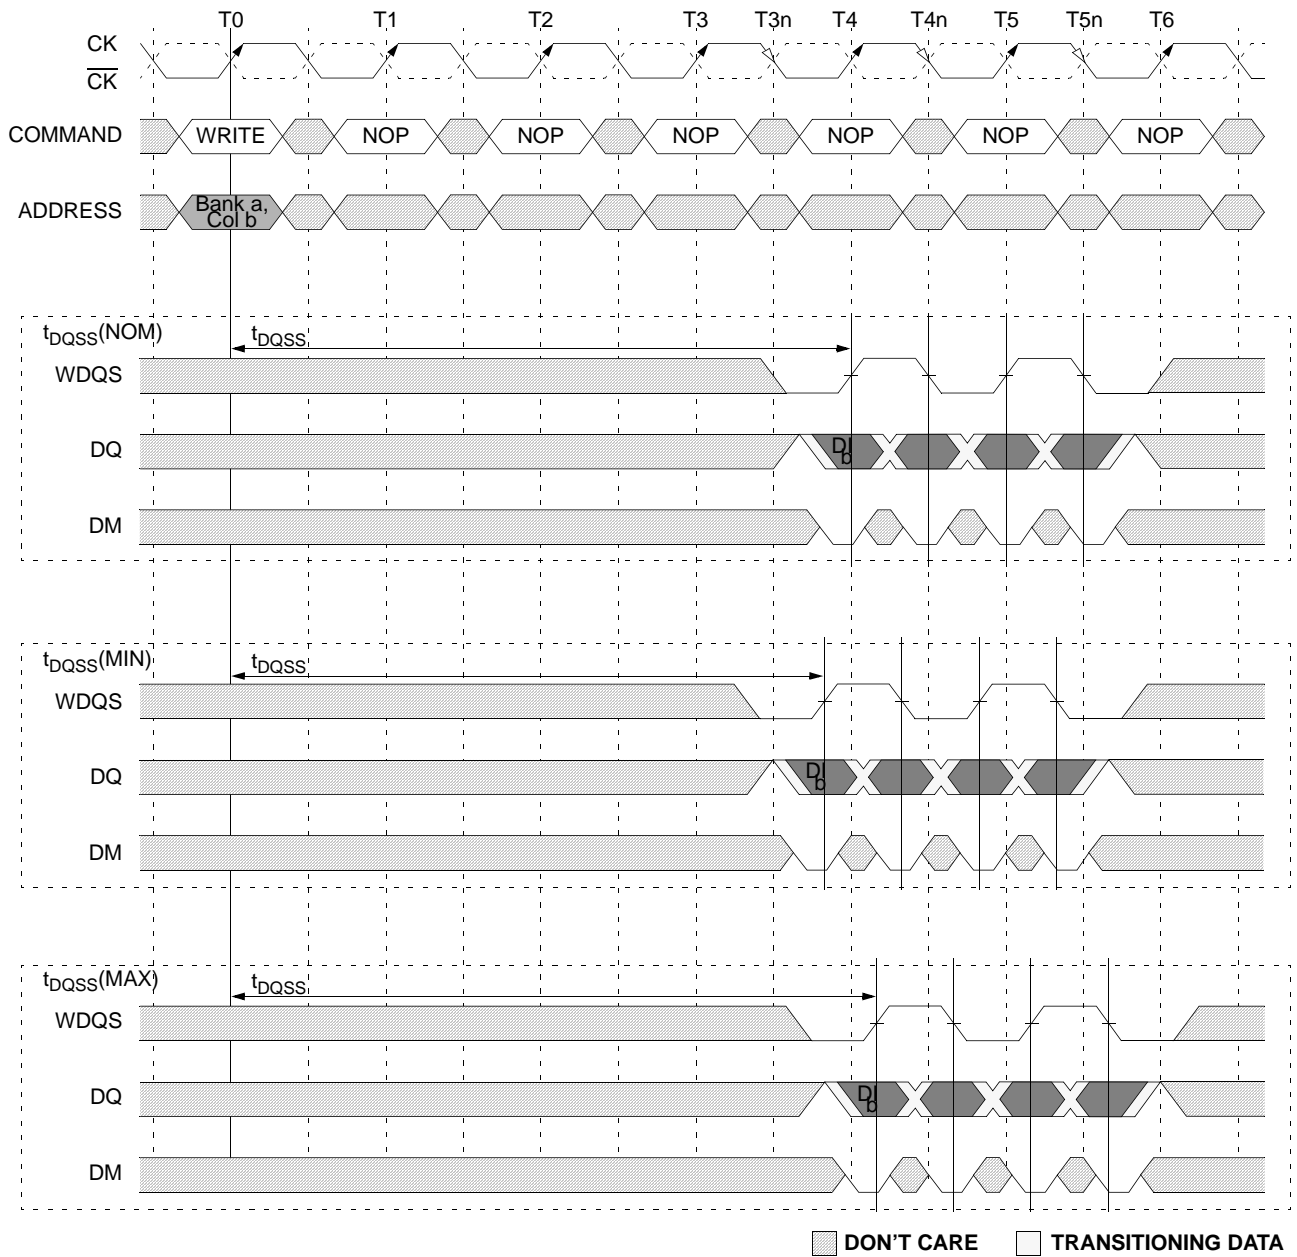 T0 T1 T2 T3 T3n T4 T4n T5 T5n T6
CK
CK
COMMAND WRITE NOP NOP NOP NOP NOP NOP
ADDRESS Bank a,
Col b
tDQSS(NOM) tDQSS
WDQS
DQ DI
b
DM
tDQSS(MIN) tDQSS
WDQS
DQ DI
b
DM
tDQSS(MAX) tDQSS
WDQS
DQ DI
b
DM
DON'T CARE TRANSITIONING DATA